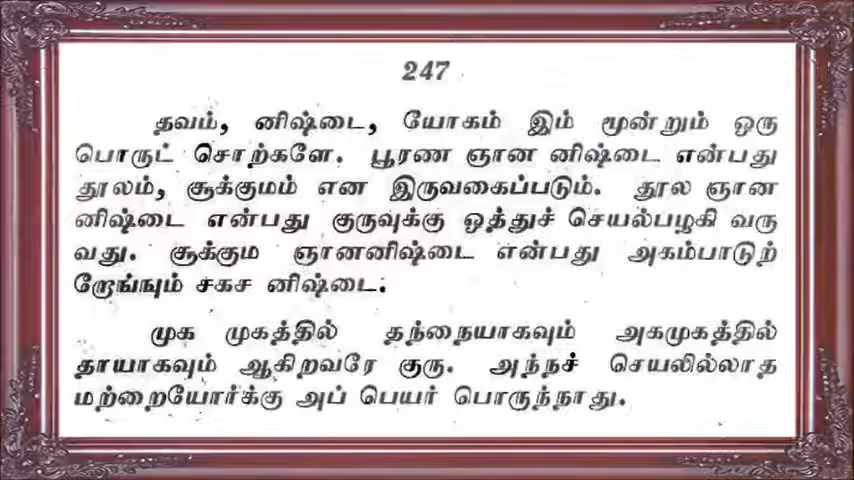 247
தவம், னிஷ்டை, யோகம் இம் மூன்றும் ஒரு
பொருட் சொற்களே. பூரண ஞான னிஷ்டை என்பது
தூலம், சூக்குமம் என இருவகைப்படும். தூல ஞான
னிஷ்டை என்பது குருவுக்கு ஒத்துச் செயல்பழகி வரு
வது. சூக்கும ஞானனிஷ்டை என்பது அகம்பாடுற்
றோங்கும் சகச னிஷ்டை.
முக முகத்தில் தந்தையாகவும் அகமுகத்தில்
தாயாகவும் ஆகிறவரே குரு. அந்தச் செயலில்லாத
மற்றையோர்க்கு அப் பெயர் பொருந்தாது.